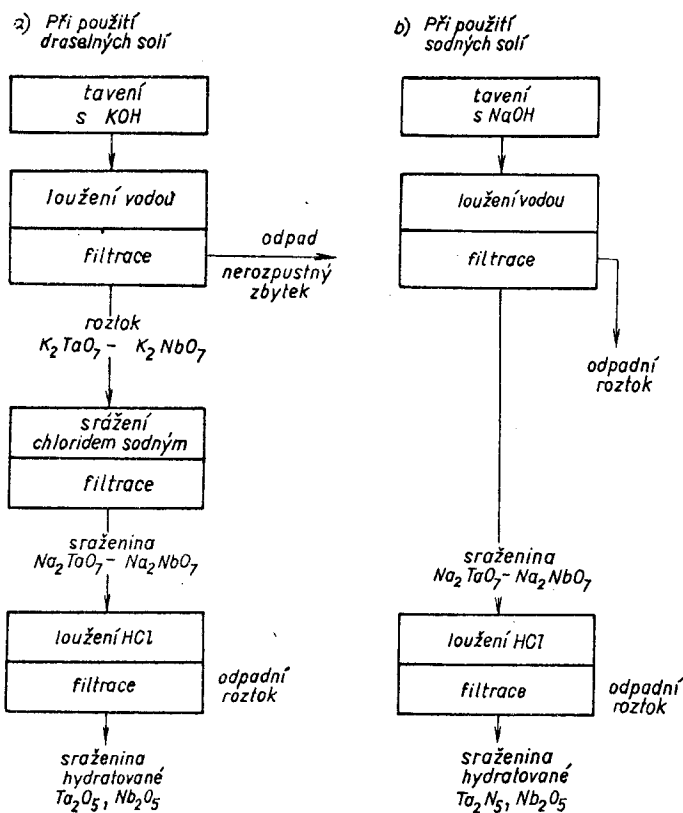 a) Při použití
draselných solí
tavení
s KOH
loužení vodou
filtrace
odpad
nerozpustný
zbytek
roztok
K₂TaO₇ – K₂NbO₇
srážení
chloridem sodným
filtrace
sraženina
Na₂TaO₇ – Na₂NbO₇
loužení HCl
filtrace
odpadní
roztok
sraženina
hydratované
Ta₂O₅, Nb₂O₅
b) Při použití
sodných solí
tavení
s NaOH
loužení vodou
filtrace
odpadní
roztok
sraženina
Na₂TaO₇ – Na₂NbO₇
loužení HCl
filtrace
odpadní
roztok
sraženina
hydratované
Ta₂N₅, Nb₂O₅